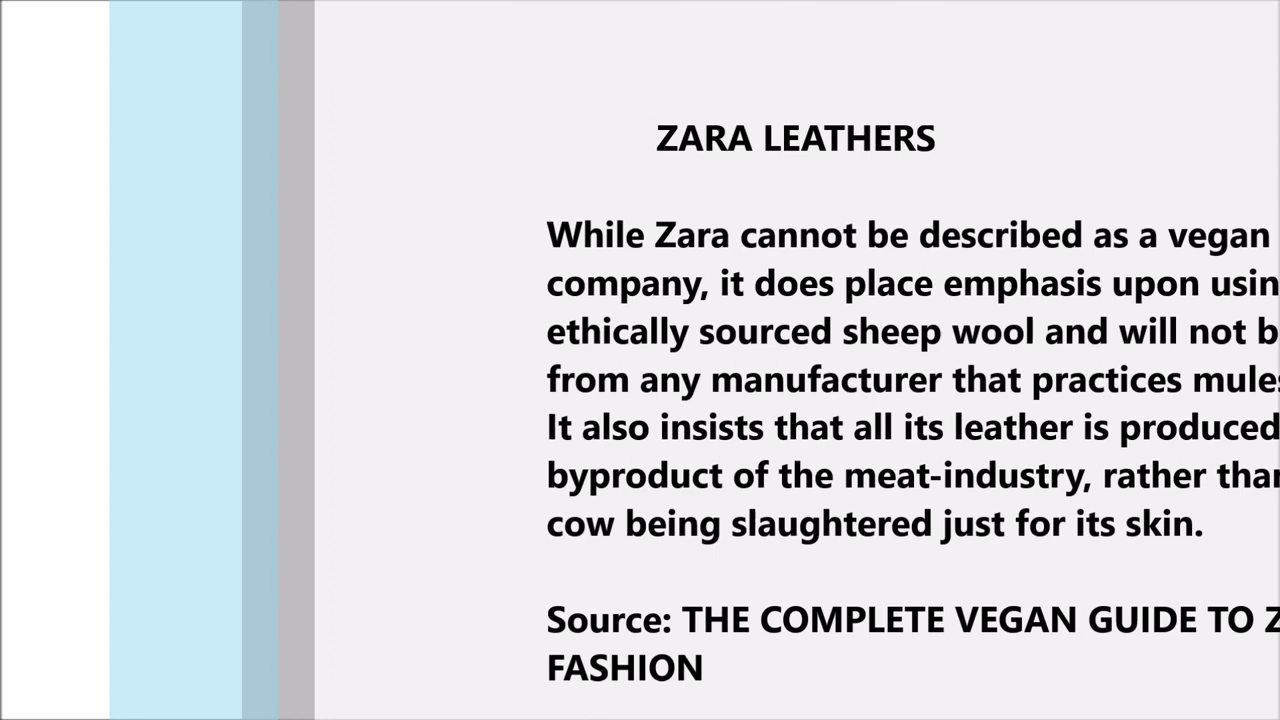 ZARA LEATHERS
While Zara cannot be described as a vegan
company, it does place emphasis upon
ethically sourced sheep wool and will not
from any manufacturer that practices
It also insists that all its leather is produced
byproduct of the meat-industry, rather
cow being slaughtered just for its skin.
Source: THE COMPLETE VEGAN GUIDE TO
FASHION